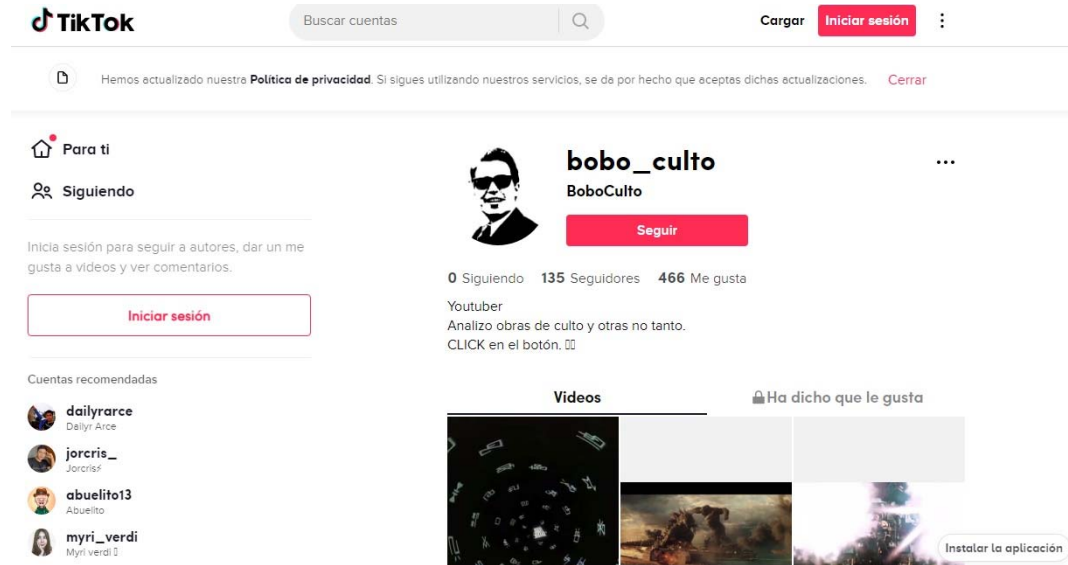 TikTok
Buscar cuentas
Cargar
Iniciar sesión
Hemos actualizado nuestra Política de privacidad. Si sigues utilizando nuestros servicios, se da por hecho que aceptas dichas actualizaciones.
Cerrar
Para ti
Siguiendo
Inicia sesión para seguir a autores, dar un me
gusta a videos y ver comentarios.
Iniciar sesión
Cuentas recomendadas
dailyrarce
Dailyr Arce
jorcris_
Jorcris⚡
abuelito13
Abuelito
myri_verdi
Myri verdi
bobo_culto
BoboCulto
Seguir
0 Siguiendo 135 Seguidores 466 Me gusta
Youtuber
Analizo obras de culto y otras no tanto.
CLICK en el botón.
Videos
Ha dicho que le gusta
Instalar la aplicación